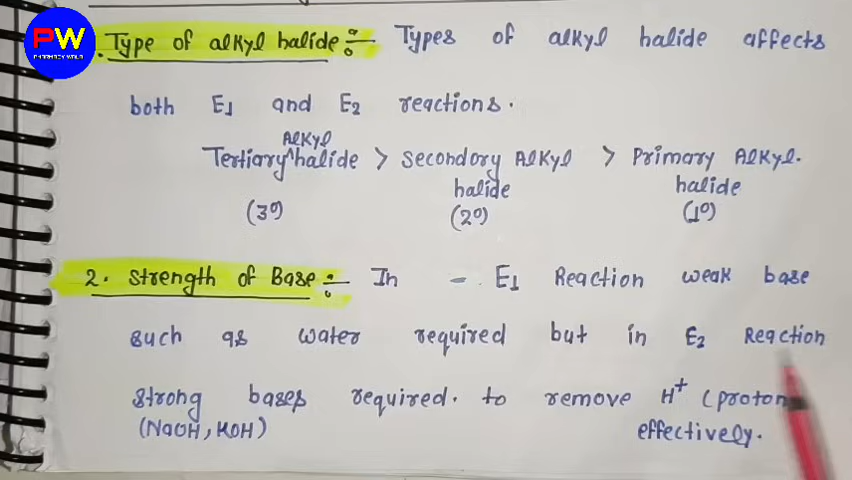 PW
PHARMACY WALA
. Type of alkyl halide :- Types of alkyl halide affects
both E1 and E2 reactions.
Alkyl
Tertiary ^ halide > Secondory Alkyl > Primary Alkyl.
halide halide
(3°) (2°) (1°)
2. Strength of Base :- In - E1 Reaction weak base
such as water required but in E2 Reaction
strong bases required. to remove H+ (proton
(NaOH, KOH) effectively.